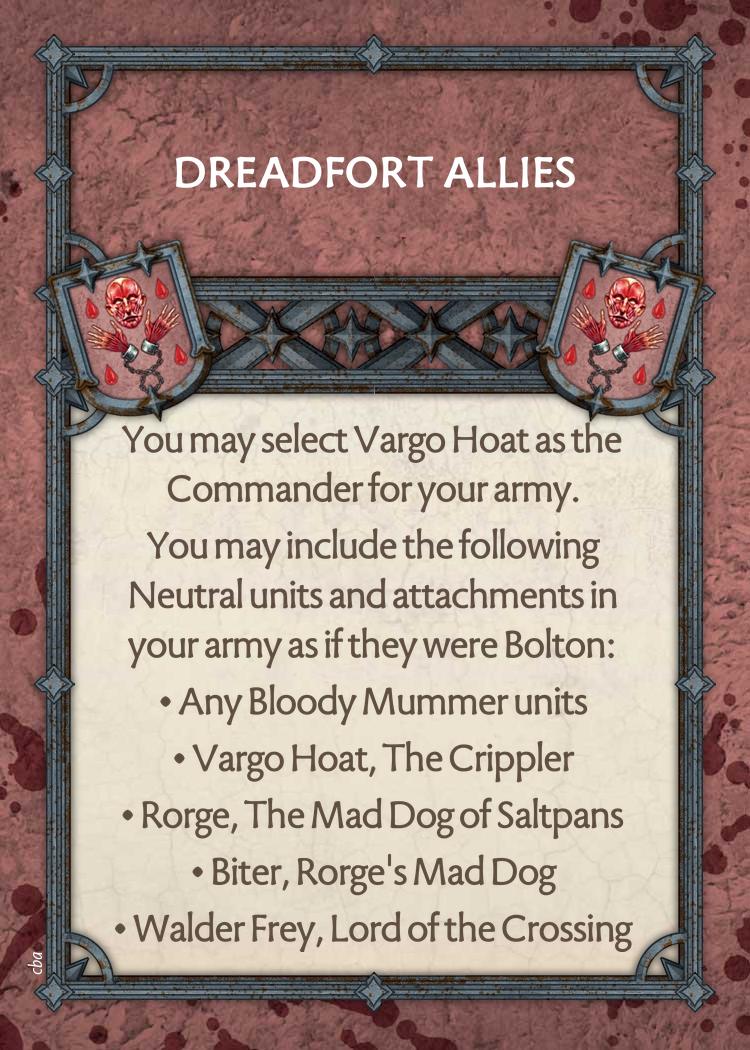 DREADFORT ALLIES
You may select Vargo Hoat as the
Commander for your army.
You may include the following
Neutral units and attachments in
your army as if they were Bolton:
• Any Bloody Mummer units
• Vargo Hoat, The Crippler
• Rorge, The Mad Dog of Saltpans
• Biter, Rorge's Mad Dog
• Walder Frey, Lord of the Crossing
cba